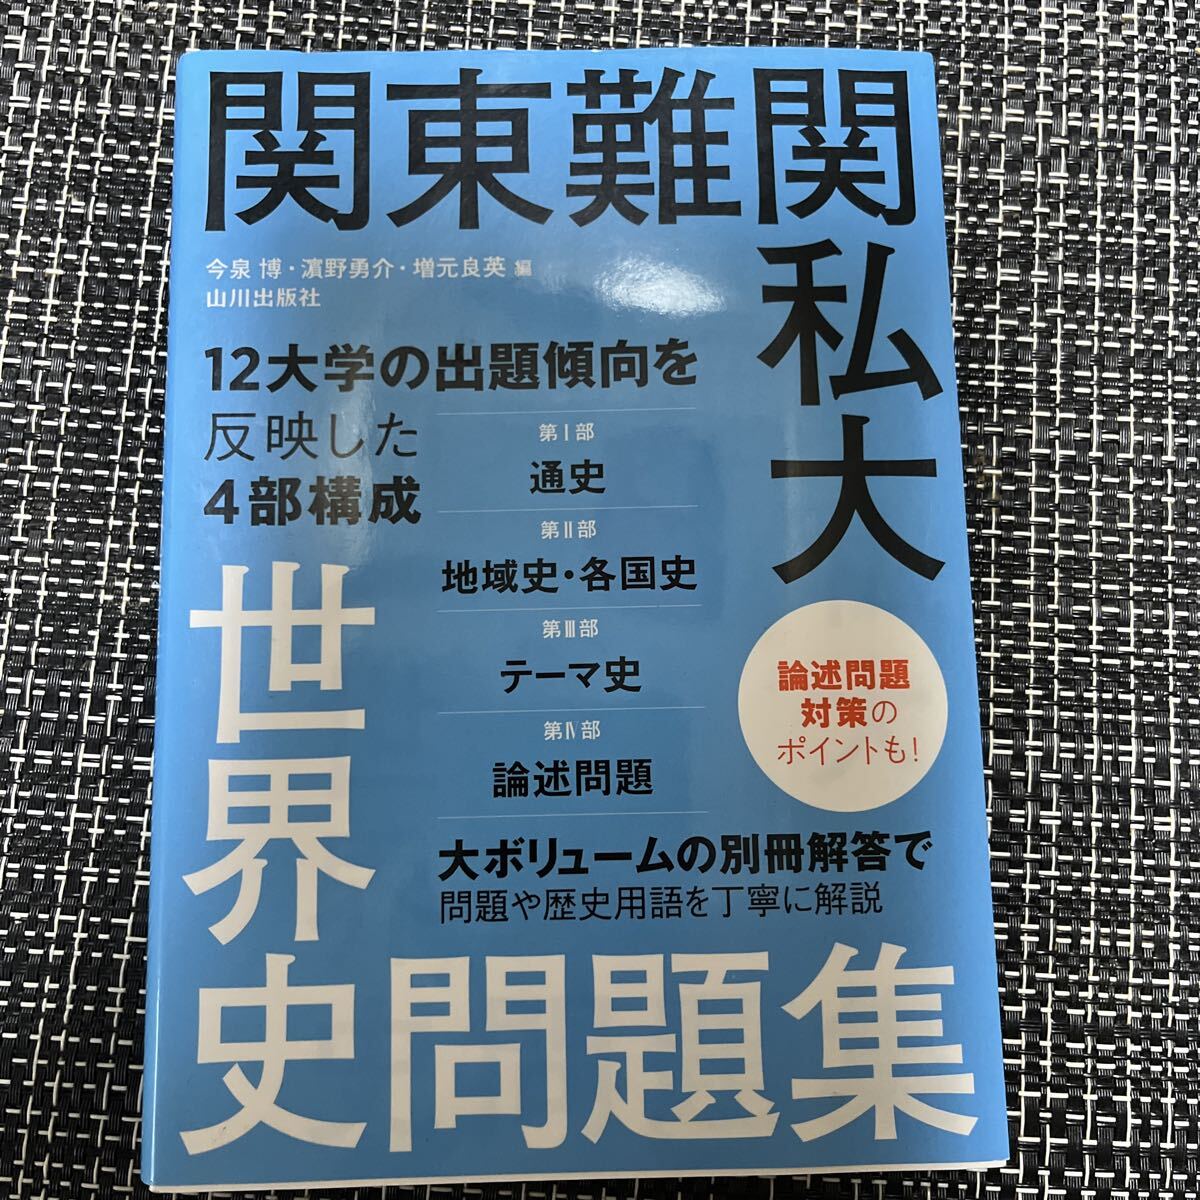 関東難関
私大
今泉 博・濵野勇介・増元良英 編
山川出版社
12大学の出題傾向を
反映した
4部構成
第Ⅰ部
通史
第Ⅱ部
地域史・各国史
第Ⅲ部
テーマ史
第Ⅳ部
論述問題
論述問題
対策の
ポイントも!
大ボリュームの別冊解答で
問題や歴史用語を丁寧に解説
世界
史問題集